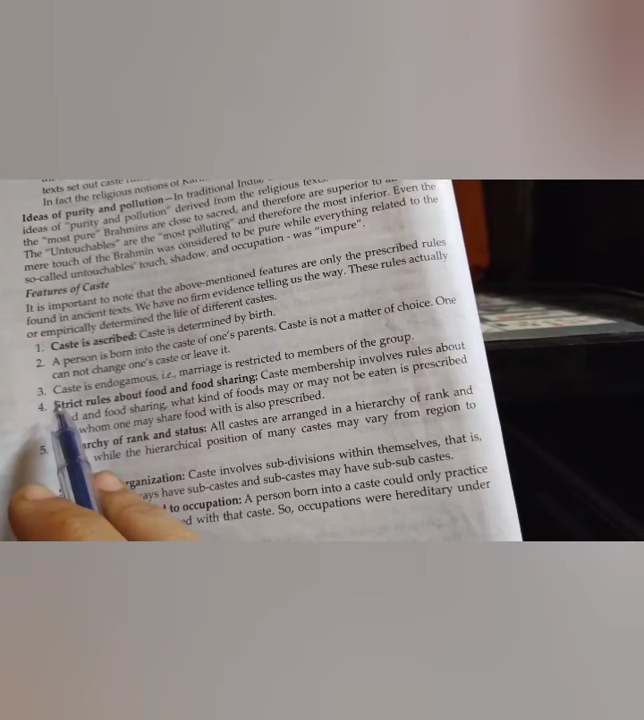 texts set out caste
In fact the religious notions of
Ideas of purity and pollution—In traditional India,
ideas of "purity and pollution" derived from the religious
the "most pure" Brahmins are close to sacred, and therefore are superior to
The "Untouchables" are the "most polluting" and therefore the most inferior. Even the
mere touch of the Brahmin was considered to be pure while everything related to the
so-called untouchables' touch, shadow, and occupation - was "impure".
Features of Caste
It is important to note that the above-mentioned features are only the prescribed rules
found in ancient texts. We have no firm evidence telling us the way. These rules actually
or empirically determined the life of different castes.
1. Caste is ascribed: Caste is determined by birth.
2. A person is born into the caste of one's parents. Caste is not a matter of choice. One
can not change one's caste or leave it.
3. Caste is endogamous, i.e., marriage is restricted to members of the group.
4. Strict rules about food and food sharing: Caste membership involves rules about
d and food sharing, what kind of foods may or may not be eaten is prescribed
whom one may share food with is also prescribed.
5. archy of rank and status: All castes are arranged in a hierarchy of rank and
while the hierarchical position of many castes may vary from region to
rganization: Caste involves sub-divisions within themselves, that is,
ays have sub-castes and sub-castes may have sub-sub castes.
to occupation: A person born into a caste could only practice
ed with that caste. So, occupations were hereditary under